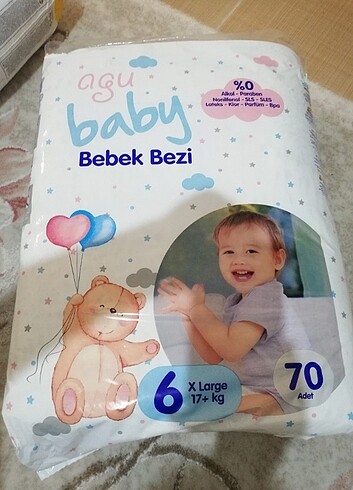 agu
baby
Bebek Bezi
%0
Alkol - Paraben
Nonilfenol - SLS - SLES
Lateks - Klor - Parfüm - Bpa
6
X Large
17+ kg
70
Adet